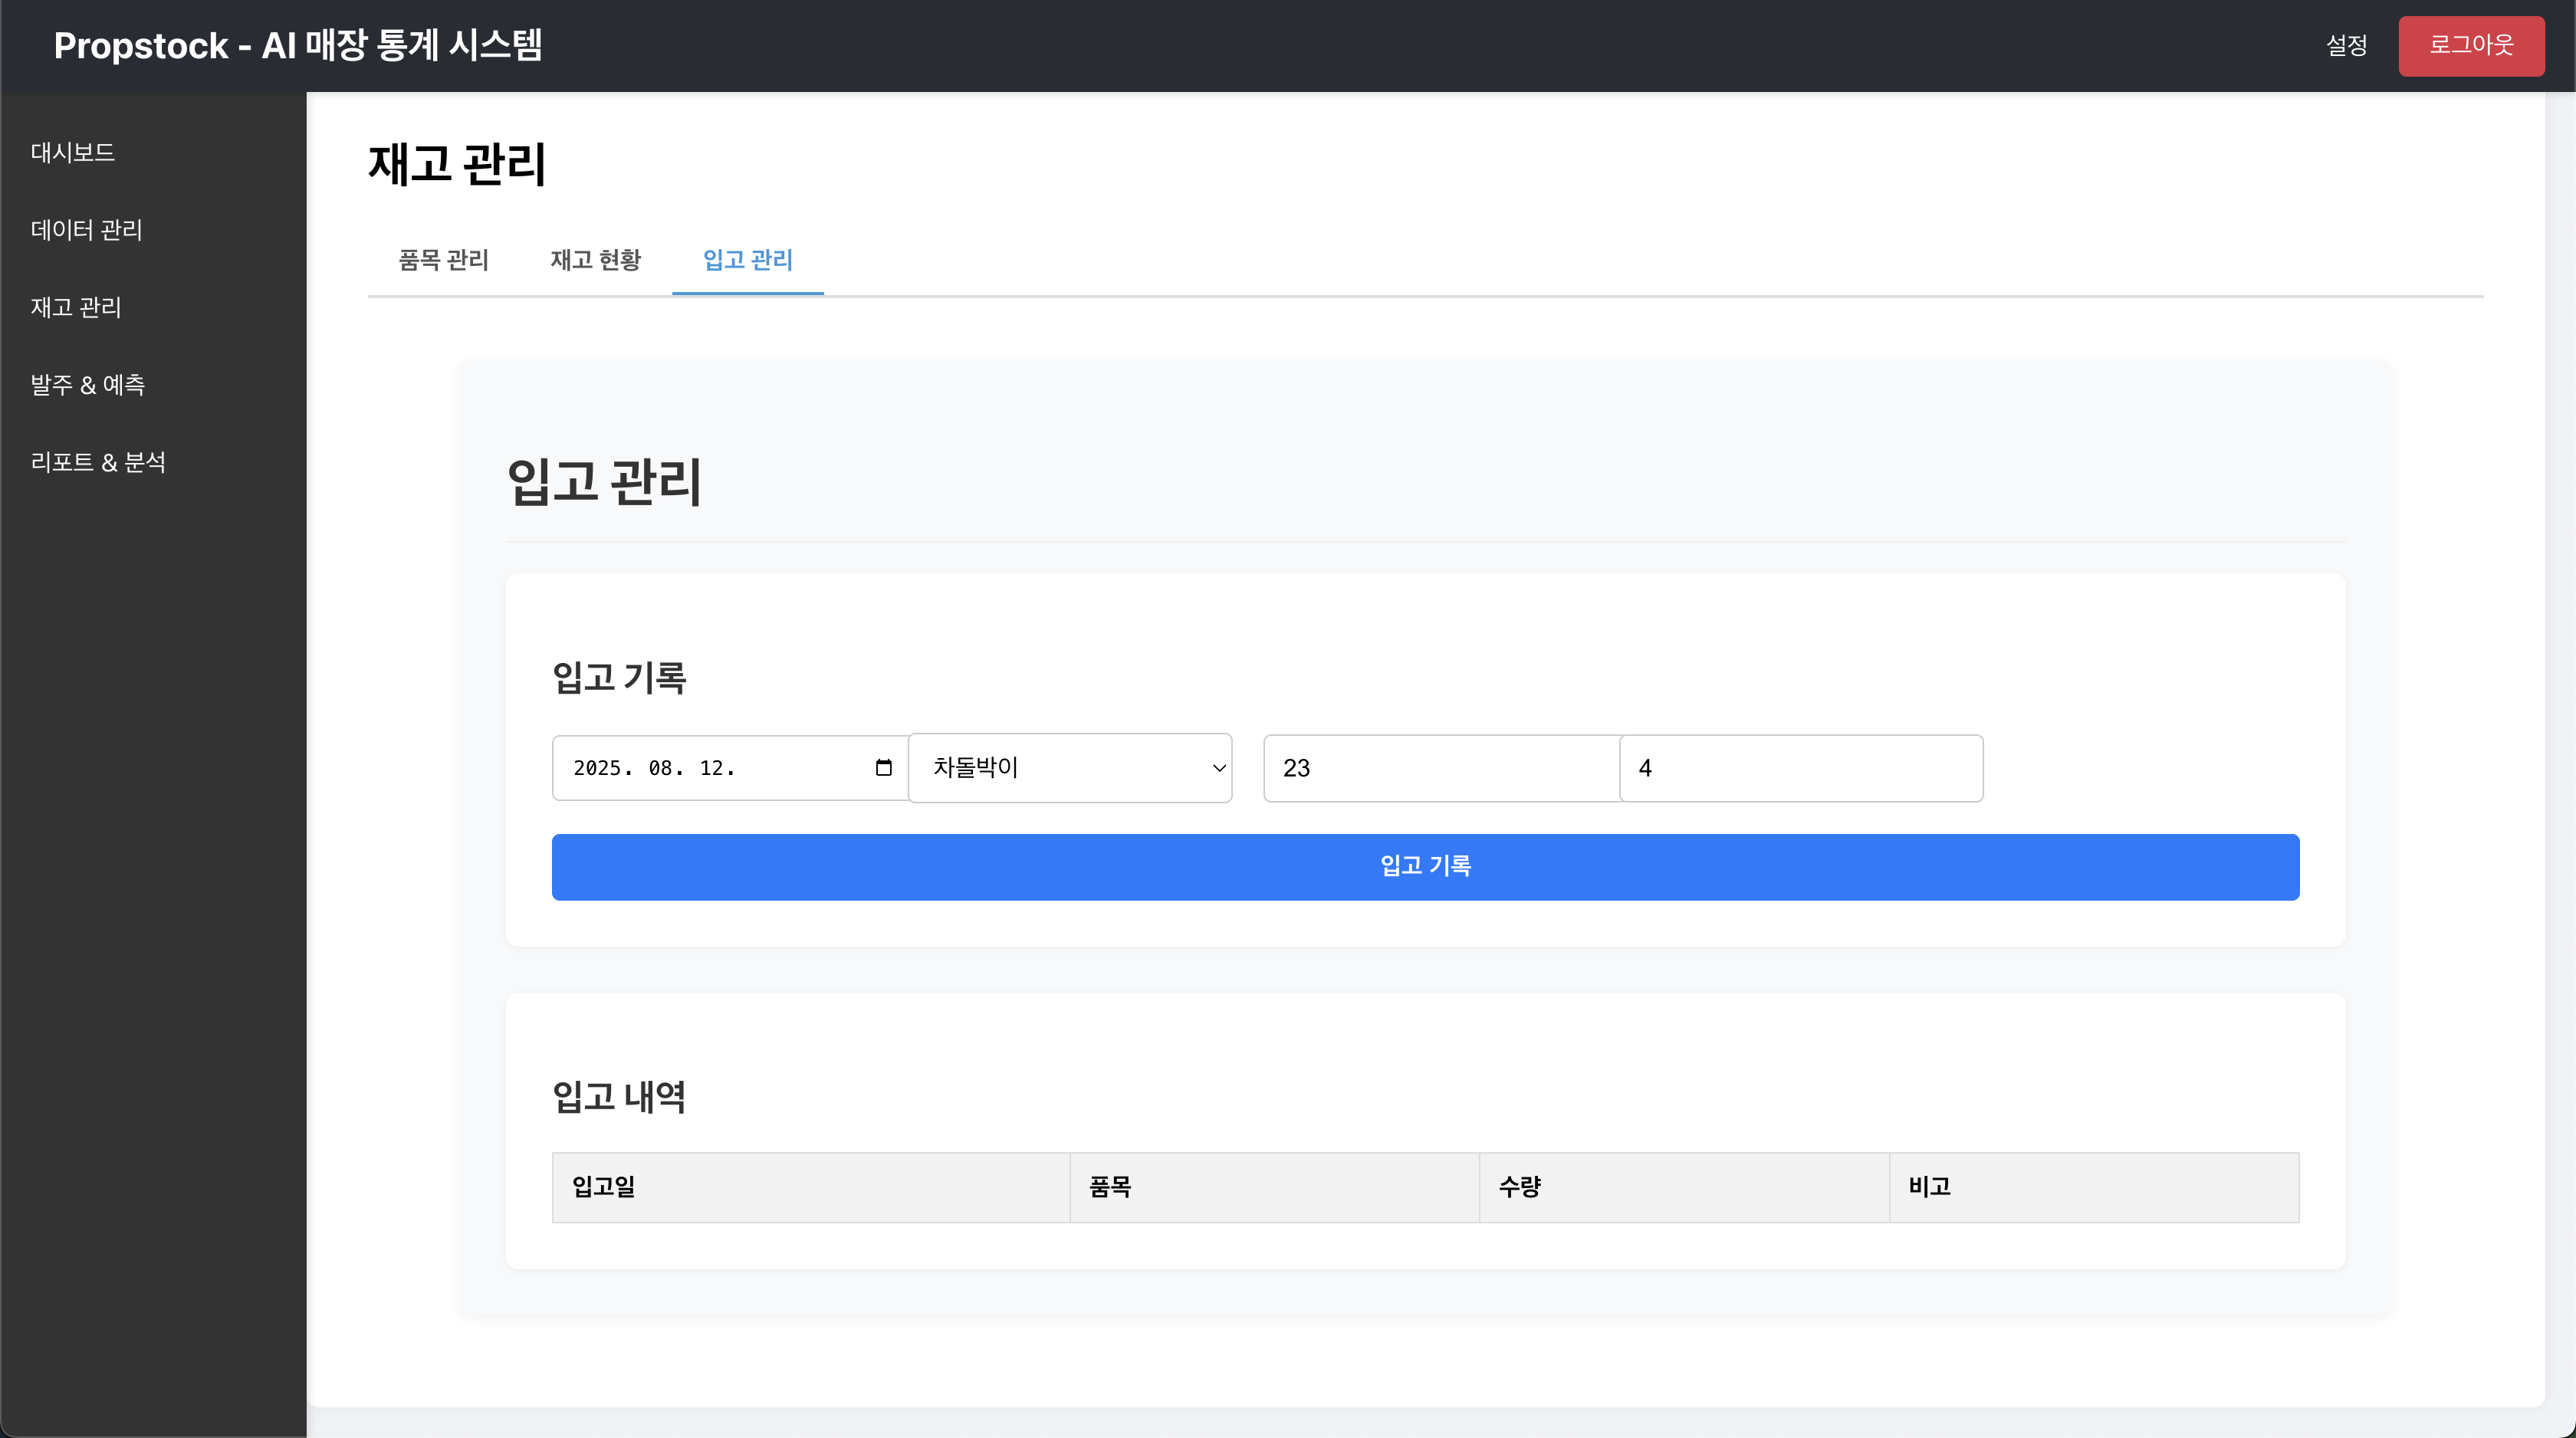 Propstock - AI 매장 통계 시스템
설정
로그아웃
대시보드
데이터 관리
재고 관리
발주 & 예측
리포트 & 분석
재고 관리
품목 관리
재고 현황
입고 관리
입고 관리
입고 기록
2025. 08. 12.
차돌박이
23
4
입고 기록
입고 내역
입고일
품목
수량
비고